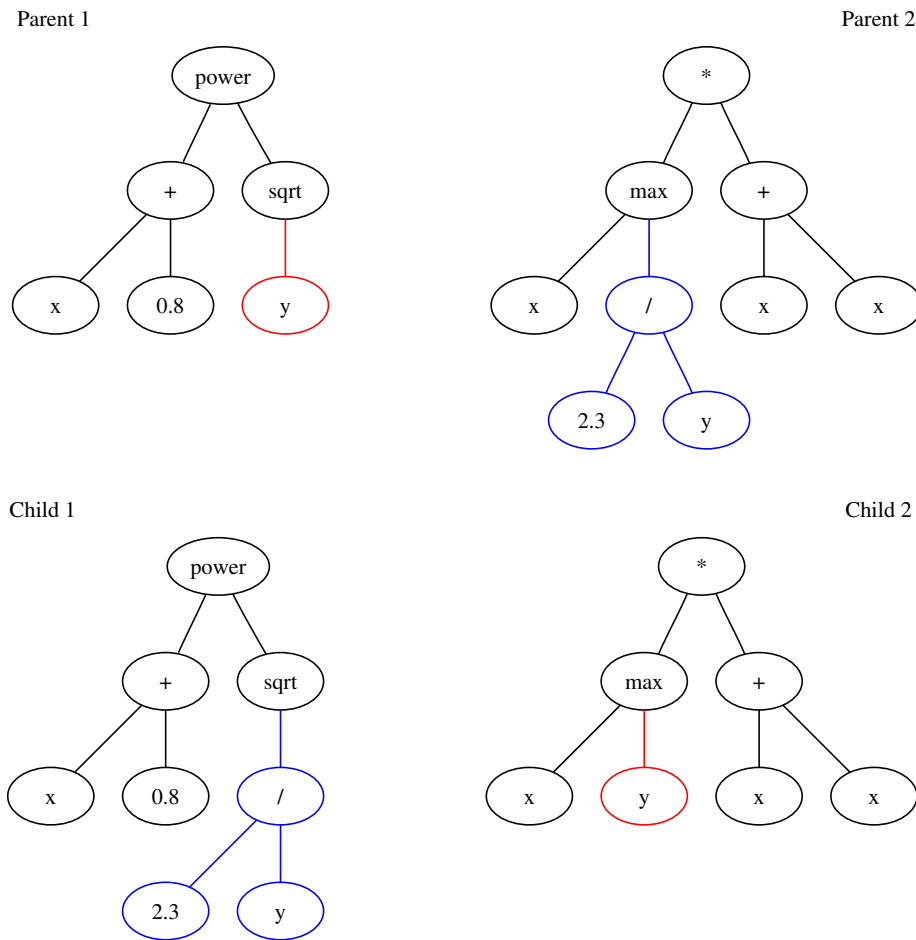 Parent 1 Parent 2
power *
+ sqrt max +
x 0.8 y x / x x
2.3 y
Child 1 Child 2
power *
+ sqrt max +
x 0.8 / x y x x
2.3 y